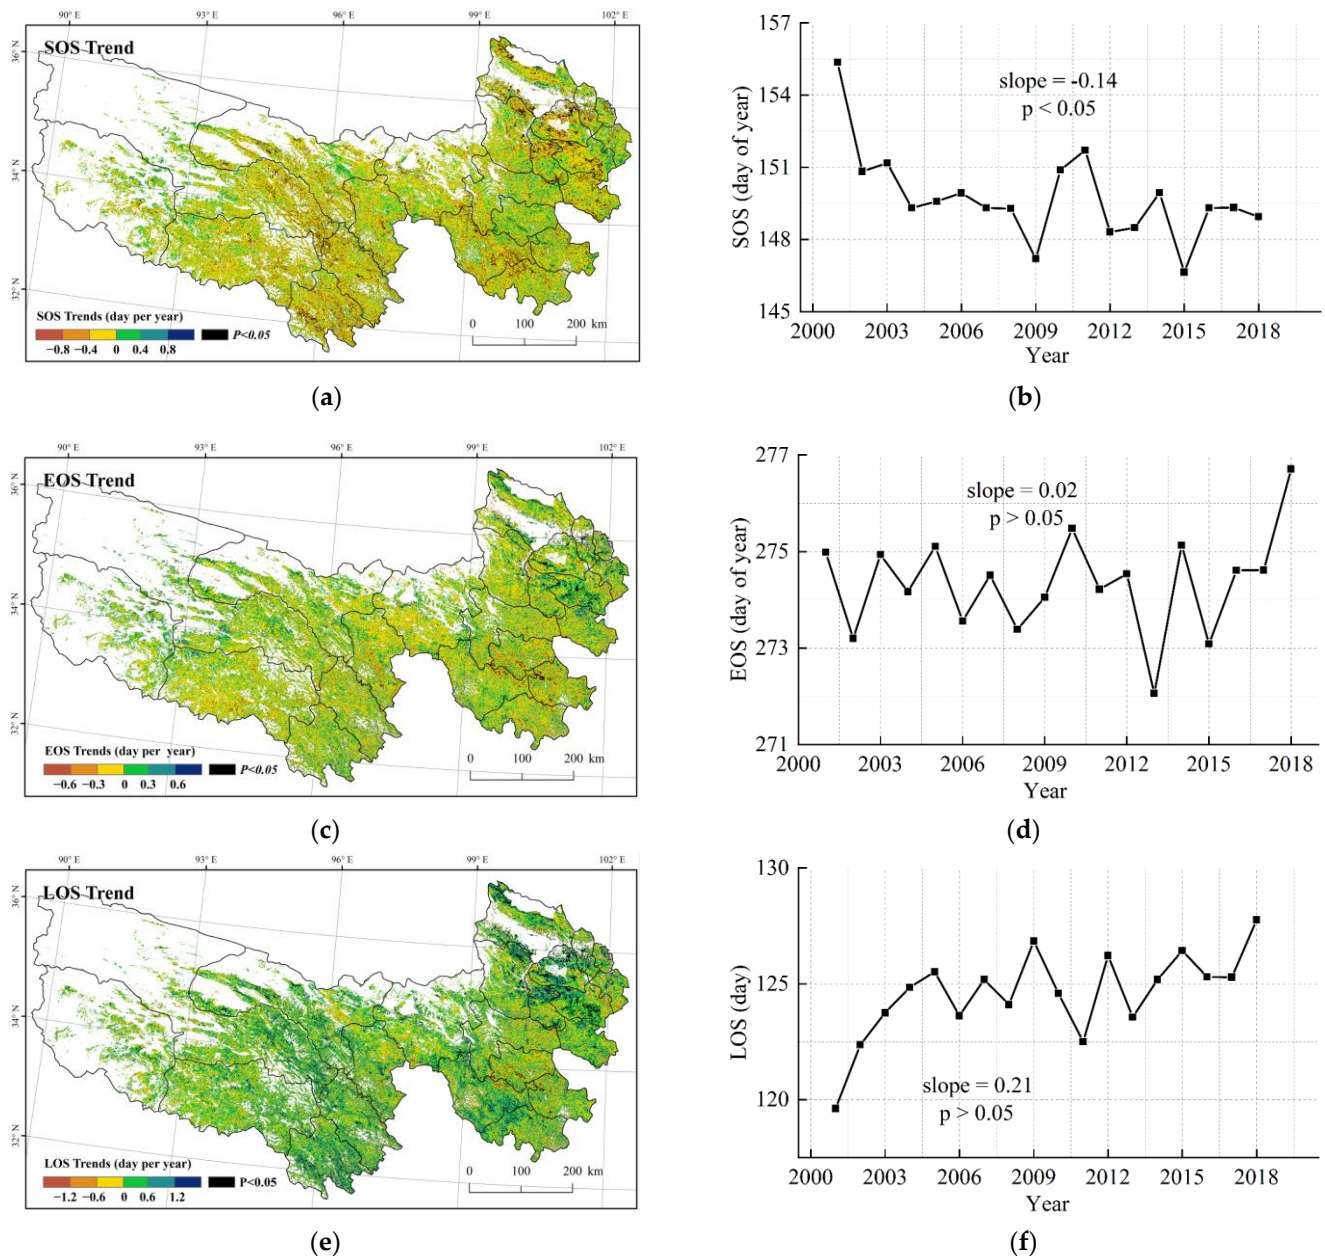 90° E 93° E 96° E 99° E 102° E
SOS Trend
36° N
34° N
32° N
SOS Trends (day per year)
P<0.05
−0.8 −0.4 0 0.4 0.8
0 100 200 km
(a)
157
154
151
148
145
SOS (day of year)
slope = -0.14
p < 0.05
2000 2003 2006 2009 2012 2015 2018
Year
(b)
90° E 93° E 96° E 99° E 102° E
EOS Trend
36° N
34° N
32° N
EOS Trends (day per year)
P<0.05
−0.6 −0.3 0 0.3 0.6
0 100 200 km
(c)
277
275
273
271
EOS (day of year)
slope = 0.02
p > 0.05
2000 2003 2006 2009 2012 2015 2018
Year
(d)
90° E 93° E 96° E 99° E 102° E
LOS Trend
36° N
34° N
32° N
LOS Trends (day per year)
P<0.05
−1.2 −0.6 0 0.6 1.2
0 100 200 km
(e)
130
125
120
LOS (day)
slope = 0.21
p > 0.05
2000 2003 2006 2009 2012 2015 2018
Year
(f)